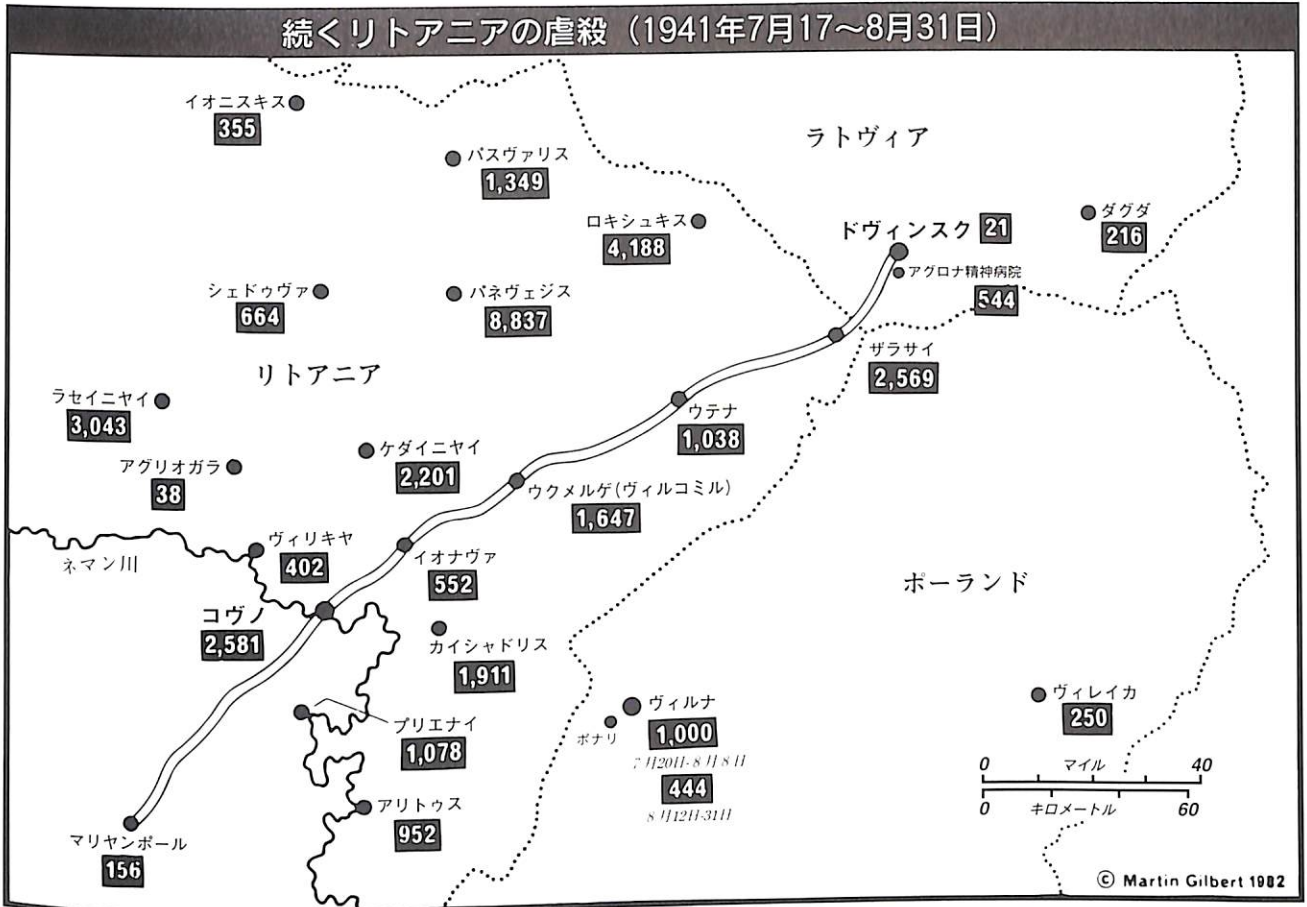 続くリトアニアの虐殺（1941年7月17〜8月31日）
イオニスキス
355
パスヴァリス
1,349
ラトヴィア
ロキシュキス
4,188
ドヴィンスク 21
ダグダ
216
アグロナ精神病院
544
シェドゥヴァ
664
パネヴェジス
8,837
ザラサイ
2,569
リトアニア
ラセイニヤイ
3,043
ウテナ
1,038
アグリオガラ
38
ケダイニヤイ
2,201
ウクメルゲ(ヴィルコミル)
1,647
ネマン川
ヴィリキヤ
402
イオナヴァ
552
ポーランド
コヴノ
2,581
カイシャドリス
1,911
プリエナイ
1,078
ヴィルナ
ポナリ
1,000
7月20日-8月8日
444
8月12日-31日
ヴィレイカ
250
0 マイル 40
0 キロメートル 60
アリトゥス
952
マリヤンポール
156
© Martin Gilbert 1982